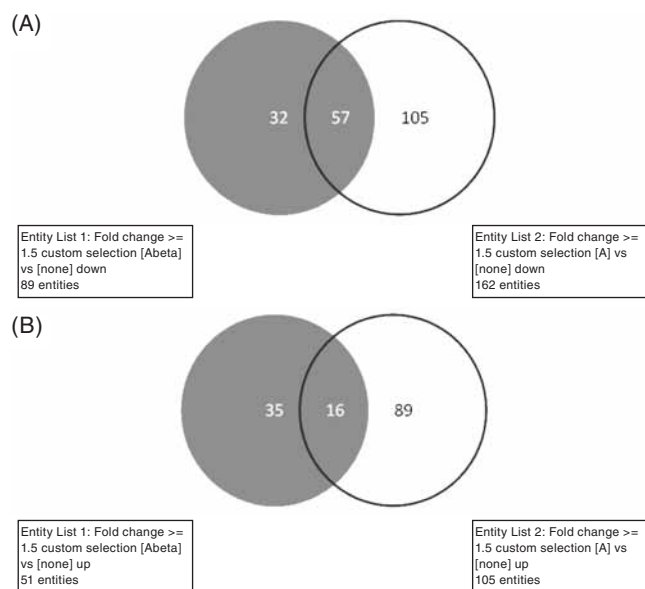 (A)
32 57 105
Entity List 1: Fold change >=
1.5 custom selection [Abeta]
vs [none] down
89 entities
Entity List 2: Fold change >=
1.5 custom selection [A] vs
[none] down
162 entities
(B)
35 16 89
Entity List 1: Fold change >=
1.5 custom selection [Abeta]
vs [none] up
51 entities
Entity List 2: Fold change >=
1.5 custom selection [A] vs
[none] up
105 entities